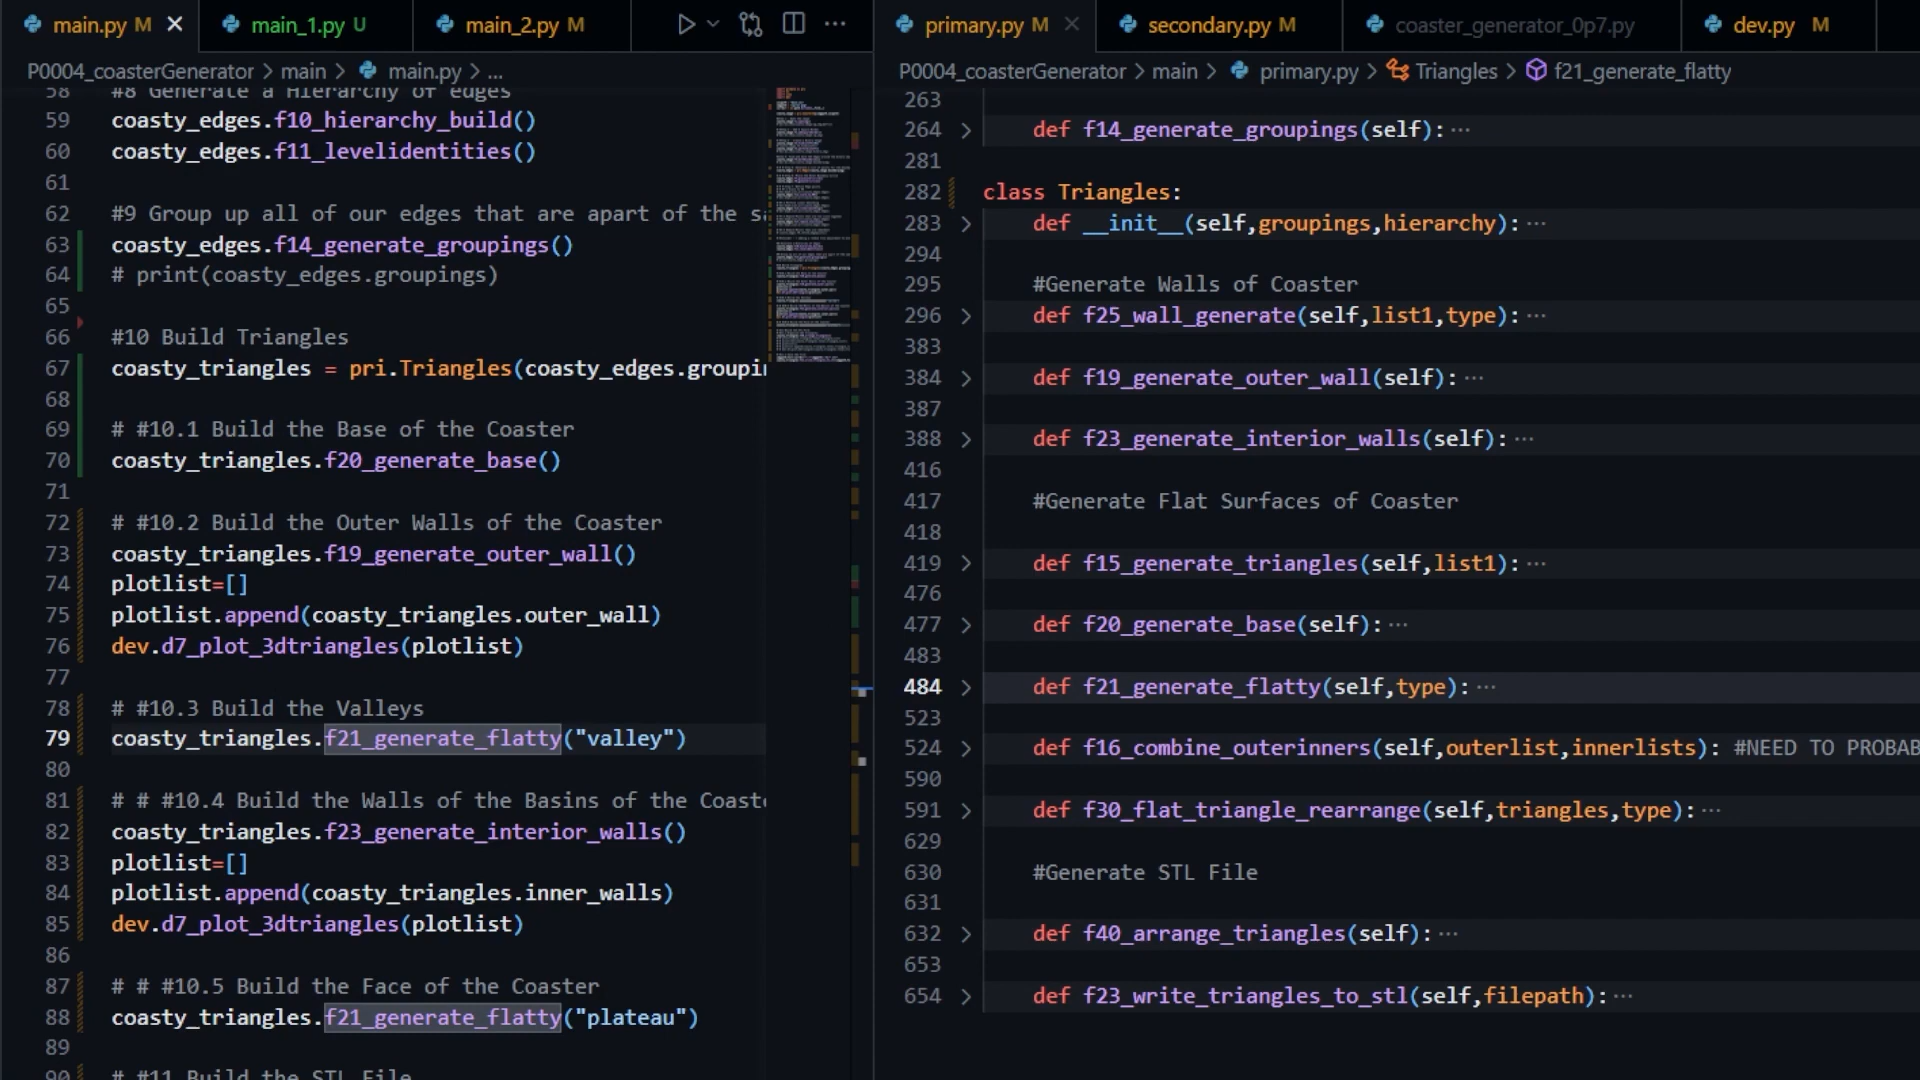 main.py M
main_1.py U
main_2.py M
P0004_coasterGenerator > main > main.py > ...
58 #8 Generate a Hierarchy of edges
59 coasty_edges.f10_hierarchy_build()
60 coasty_edges.f11_levelidentities()
61
62 #9 Group up all of our edges that are apart of the s
63 coasty_edges.f14_generate_groupings()
64 # print(coasty_edges.groupings)
65
66 #10 Build Triangles
67 coasty_triangles = pri.Triangles(coasty_edges.groupin
68
69 # #10.1 Build the Base of the Coaster
70 coasty_triangles.f20_generate_base()
71
72 # #10.2 Build the Outer Walls of the Coaster
73 coasty_triangles.f19_generate_outer_wall()
74 plotlist=[]
75 plotlist.append(coasty_triangles.outer_wall)
76 dev.d7_plot_3dtriangles(plotlist)
77
78 # #10.3 Build the Valleys
79 coasty_triangles.f21_generate_flatty("valley")
80
81 # # #10.4 Build the Walls of the Basins of the Coaste
82 coasty_triangles.f23_generate_interior_walls()
83 plotlist=[]
84 plotlist.append(coasty_triangles.inner_walls)
85 dev.d7_plot_3dtriangles(plotlist)
86
87 # # #10.5 Build the Face of the Coaster
88 coasty_triangles.f21_generate_flatty("plateau")
89
90 # #11 Build the STL File
primary.py M
secondary.py M
coaster_generator_0p7.py
dev.py M
P0004_coasterGenerator > main > primary.py > Triangles > f21_generate_flatty
263
264 def f14_generate_groupings(self): ...
281
282 class Triangles:
283 def __init__(self,groupings,hierarchy): ...
294
295 #Generate Walls of Coaster
296 def f25_wall_generate(self,list1,type): ...
383
384 def f19_generate_outer_wall(self): ...
387
388 def f23_generate_interior_walls(self): ...
416
417 #Generate Flat Surfaces of Coaster
418
419 def f15_generate_triangles(self,list1): ...
476
477 def f20_generate_base(self): ...
483
484 def f21_generate_flatty(self,type): ...
523
524 def f16_combine_outerinners(self,outerlist,innerlists): #NEED TO PROBAB
590
591 def f30_flat_triangle_rearrange(self,triangles,type): ...
629
630 #Generate STL File
631
632 def f40_arrange_triangles(self): ...
653
654 def f23_write_triangles_to_stl(self,filepath): ...